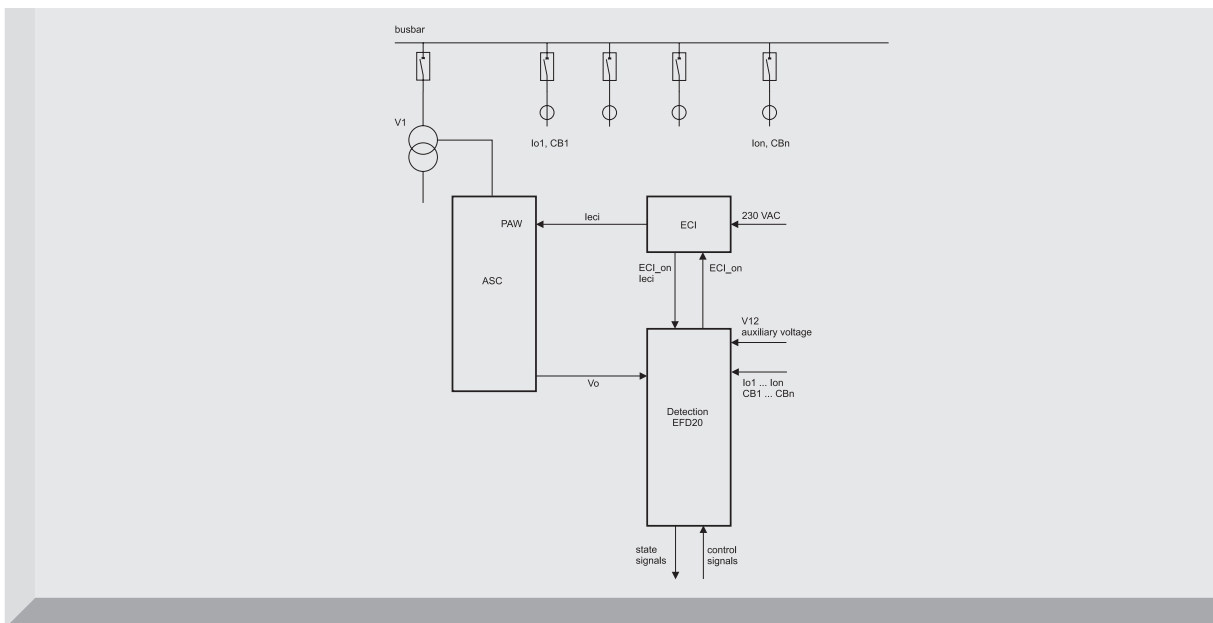 busbar
V1
Io1, CB1
Ion, CBn
PAW
Ieci
ECI
230 VAC
ASC
ECI_on
Ieci
ECI_on
V12
auxiliary voltage
Vo
Io1 ... Ion
CB1 ... CBn
Detection
EFD20
state
signals
control
signals